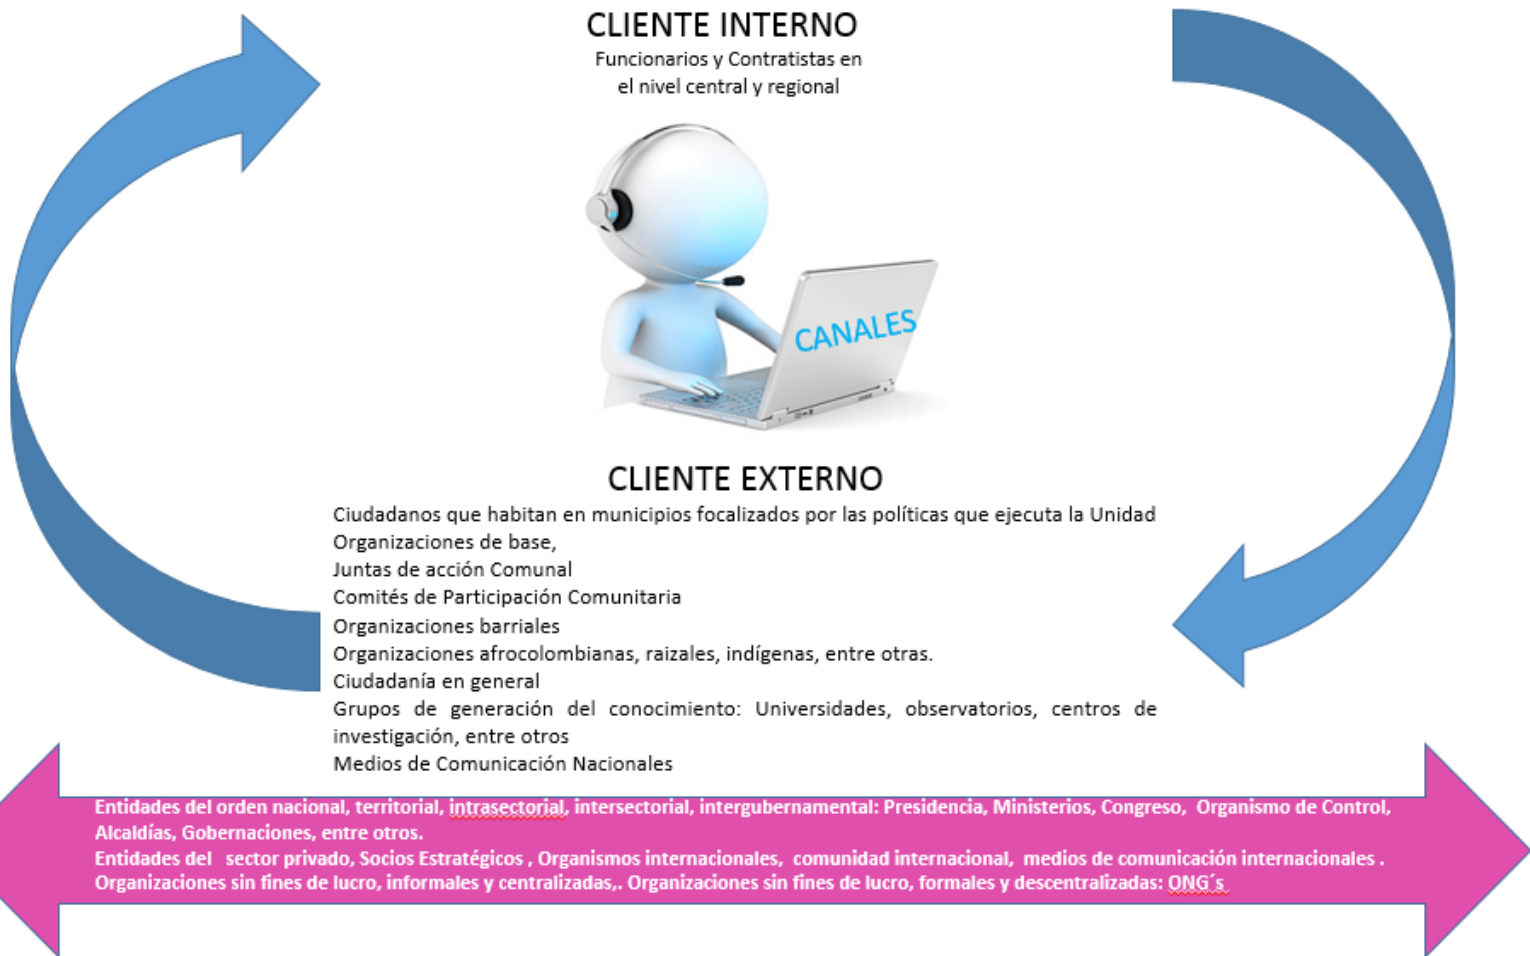 CLIENTE INTERNO
Funcionarios y Contratistas en
el nivel central y regional
CANALES
CLIENTE EXTERNO
Ciudadanos que habitan en municipios focalizados por las políticas que ejecuta la Unidad
Organizaciones de base,
Juntas de acción Comunal
Comités de Participación Comunitaria
Organizaciones barriales
Organizaciones afrocolombianas, raizales, indígenas, entre otras.
Ciudadanía en general
Grupos de generación del conocimiento: Universidades, observatorios, centros de
investigación, entre otros
Medios de Comunicación Nacionales
Entidades del orden nacional, territorial, intrasectorial, intersectorial, intergubernamental: Presidencia, Ministerios, Congreso, Organismo de Control,
Alcaldías, Gobernaciones, entre otros.
Entidades del sector privado, Socios Estratégicos , Organismos internacionales, comunidad internacional, medios de comunicación internacionales .
Organizaciones sin fines de lucro, informales y centralizadas,. Organizaciones sin fines de lucro, formales y descentralizadas: ONG´s